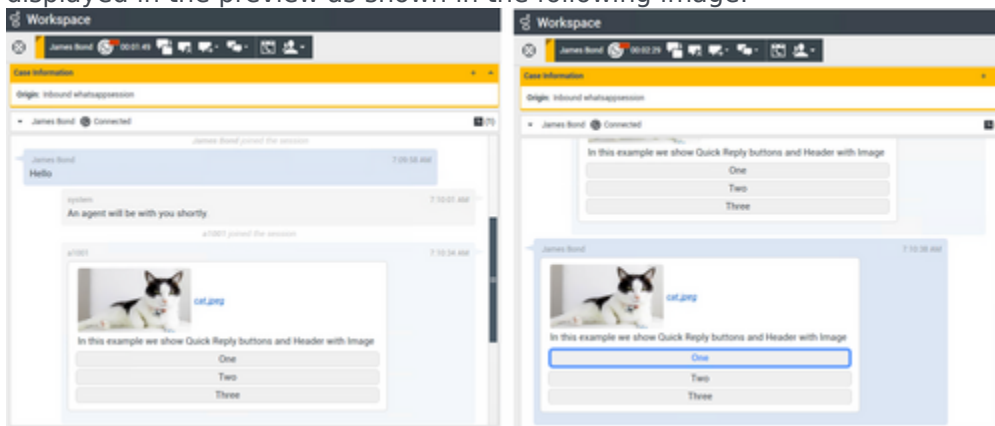 displayed in the preview as shown in the following image:
Workspace
James Bond 00:01:49
Case Information
Origin: Inbound whatsappsession
James Bond Connected (1)
James Bond joined the session
James Bond 7:09:58 AM
Hello
system 7:10:01 AM
An agent will be with you shortly.
a1001 joined the session
a1001 7:10:34 AM
cat.jpeg
In this example we show Quick Reply buttons and Header with Image
One
Two
Three
Workspace
James Bond 00:02:29
Case Information
Origin: Inbound whatsappsession
James Bond Connected
In this example we show Quick Reply buttons and Header with Image
One
Two
Three
James Bond 7:10:38 AM
cat.jpeg
In this example we show Quick Reply buttons and Header with Image
One
Two
Three